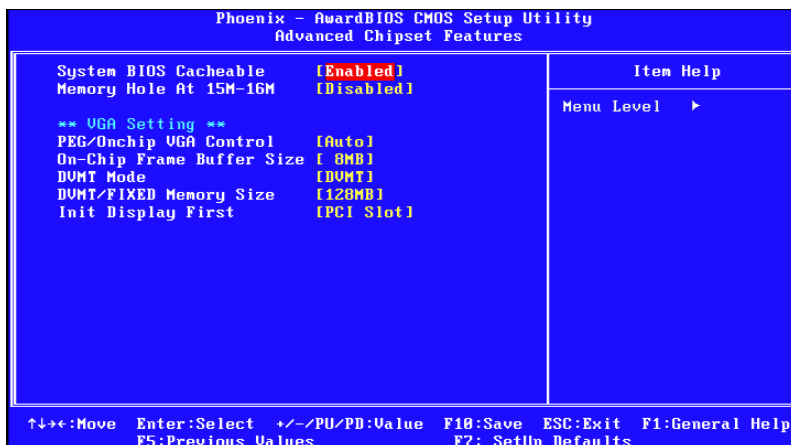 Phoenix - AwardBIOS CMOS Setup Utility
Advanced Chipset Features
System BIOS Cacheable [Enabled]
Memory Hole At 15M-16M [Disabled]
** VGA Setting **
PEG/Onchip VGA Control [Auto]
On-Chip Frame Buffer Size [ 8MB]
DVMT Mode [DVMT]
DVMT/FIXED Memory Size [128MB]
Init Display First [PCI Slot]
Item Help
Menu Level ►
↑↓→←:Move Enter:Select +/-/PU/PD:Value F10:Save ESC:Exit F1:General Help
F5:Previous Values F7: SetUp Defaults